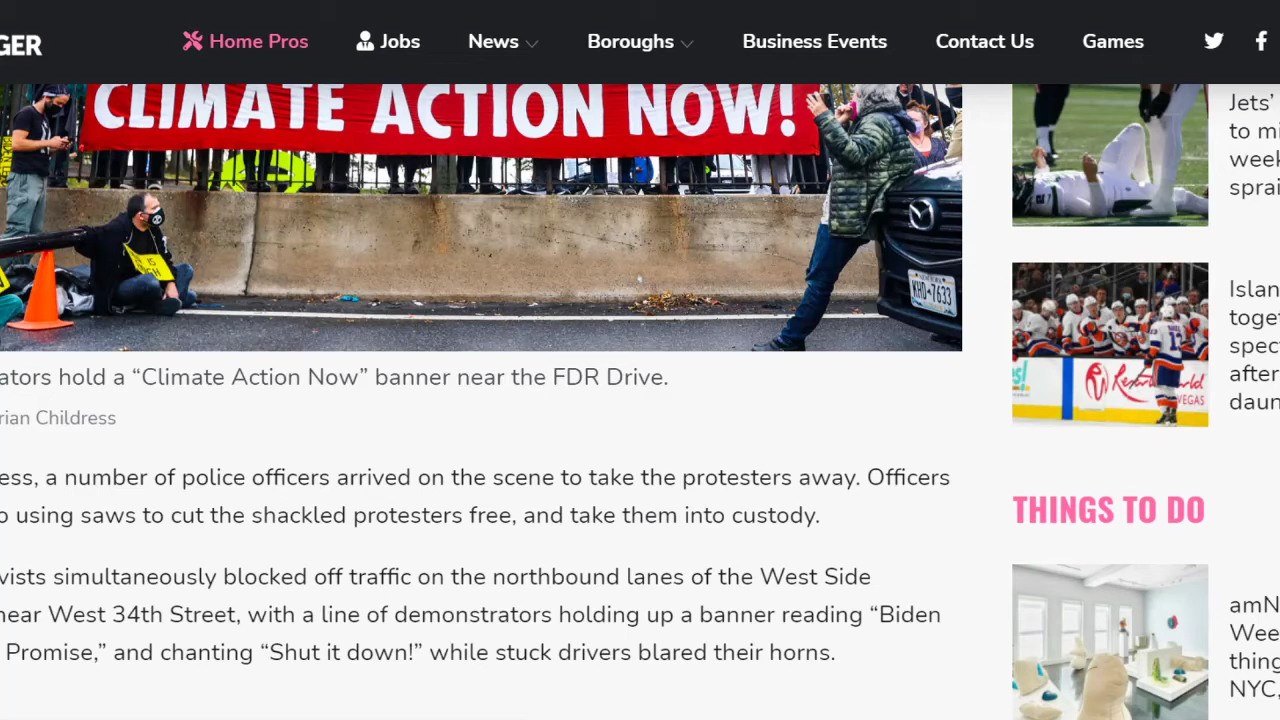 GER
Home Pros
Jobs
News
Boroughs
Business Events
Contact Us
Games
CLIMATE ACTION NOW!
KHD-7633
ators hold a “Climate Action Now” banner near the FDR Drive.
rian Childress
ess, a number of police officers arrived on the scene to take the protesters away. Officers
o using saws to cut the shackled protesters free, and take them into custody.
vists simultaneously blocked off traffic on the northbound lanes of the West Side
near West 34th Street, with a line of demonstrators holding up a banner reading “Biden
Promise,” and chanting “Shut it down!” while stuck drivers blared their horns.
Jets’
to m
week
sprai
Islan
toge
spec
after
daun
THINGS TO DO
amN
Wee
thing
NYC,